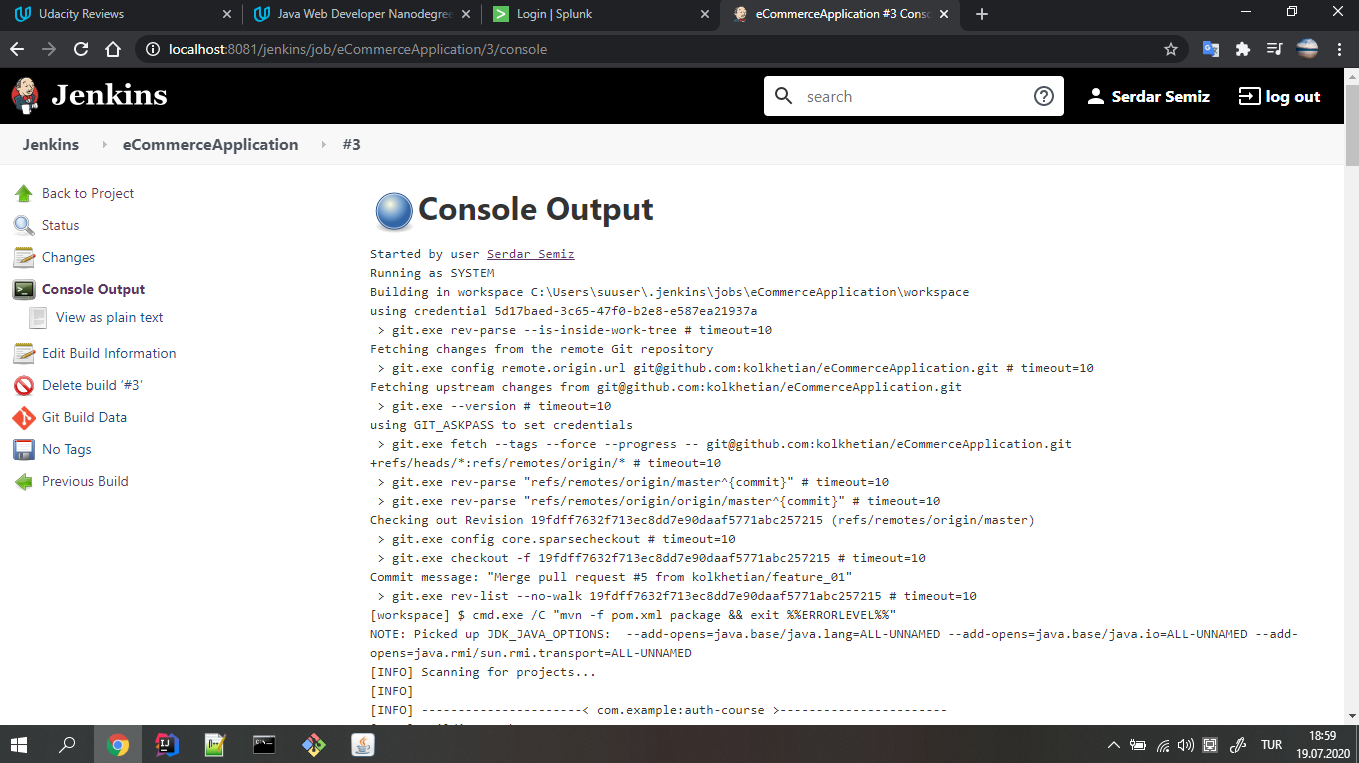 Udacity Reviews
Java Web Developer Nanodegree
Login | Splunk
eCommerceApplication #3 Conso
localhost:8081/jenkins/job/eCommerceApplication/3/console
Jenkins
search
Serdar Semiz
log out
Jenkins
eCommerceApplication
#3
Back to Project
Status
Changes
Console Output
View as plain text
Edit Build Information
Delete build ‘#3’
Git Build Data
No Tags
Previous Build
Console Output
Started by user Serdar Semiz
Running as SYSTEM
Building in workspace C:\Users\suuser\.jenkins\jobs\eCommerceApplication\workspace
using credential 5d17baed-3c65-47f0-b2e8-e587ea21937a
> git.exe rev-parse --is-inside-work-tree # timeout=10
Fetching changes from the remote Git repository
> git.exe config remote.origin.url git@github.com:kolkhetian/eCommerceApplication.git # timeout=10
Fetching upstream changes from git@github.com:kolkhetian/eCommerceApplication.git
> git.exe --version # timeout=10
using GIT_ASKPASS to set credentials
> git.exe fetch --tags --force --progress -- git@github.com:kolkhetian/eCommerceApplication.git
+refs/heads/*:refs/remotes/origin/* # timeout=10
> git.exe rev-parse "refs/remotes/origin/master^{commit}" # timeout=10
> git.exe rev-parse "refs/remotes/origin/origin/master^{commit}" # timeout=10
Checking out Revision 19fdff7632f713ec8dd7e90daaf5771abc257215 (refs/remotes/origin/master)
> git.exe config core.sparsecheckout # timeout=10
> git.exe checkout -f 19fdff7632f713ec8dd7e90daaf5771abc257215 # timeout=10
Commit message: "Merge pull request #5 from kolkhetian/feature_01"
> git.exe rev-list --no-walk 19fdff7632f713ec8dd7e90daaf5771abc257215 # timeout=10
[workspace] $ cmd.exe /C "mvn -f pom.xml package && exit %%ERRORLEVEL%%"
NOTE: Picked up JDK_JAVA_OPTIONS:  --add-opens=java.base/java.lang=ALL-UNNAMED --add-opens=java.base/java.io=ALL-UNNAMED --add-
opens=java.rmi/sun.rmi.transport=ALL-UNNAMED
[INFO] Scanning for projects...
[INFO]
[INFO] ----------------------< com.example:auth-course >-----------------------
TUR
18:59
19.07.2020